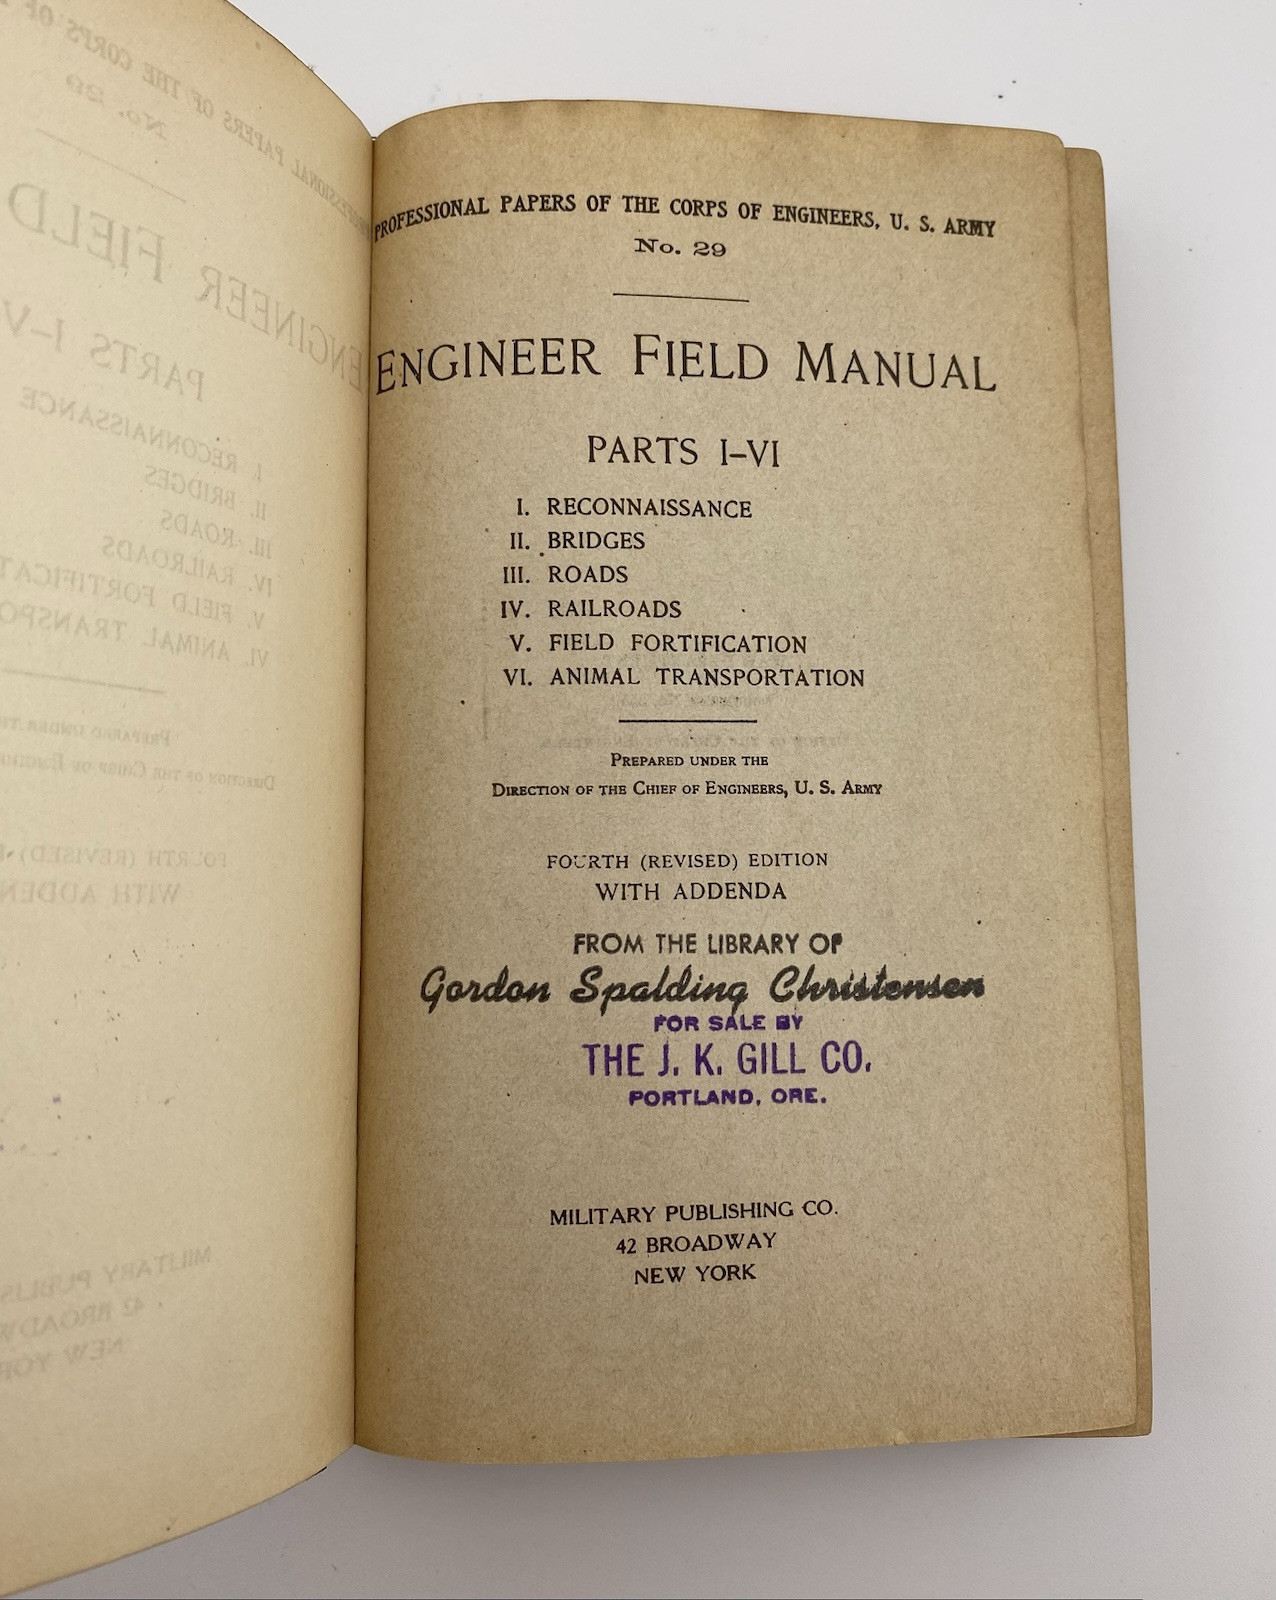 PROFESSIONAL PAPERS OF THE CORPS OF ENGINEERS, U. S. ARMY
No. 29
ENGINEER FIELD MANUAL
PARTS I–VI
I. RECONNAISSANCE
II. BRIDGES
III. ROADS
IV. RAILROADS
V. FIELD FORTIFICATION
VI. ANIMAL TRANSPORTATION
PREPARED UNDER THE
DIRECTION OF THE CHIEF OF ENGINEERS, U. S. ARMY
FOURTH (REVISED) EDITION
WITH ADDENDA
FROM THE LIBRARY OF
Gordon Spalding Christensen
FOR SALE BY
THE J. K. GILL CO.
PORTLAND, ORE.
MILITARY PUBLISHING CO.
42 BROADWAY
NEW YORK